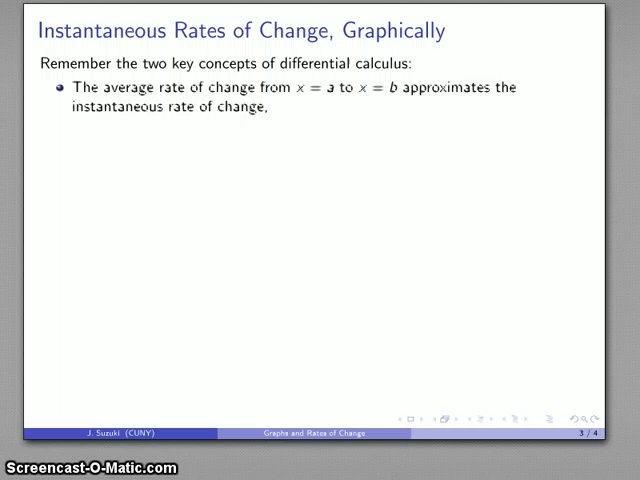 Instantaneous Rates of Change, Graphically
Remember the two key concepts of differential calculus:
The average rate of change from x = a to x = b approximates the
instantaneous rate of change,
J. Suzuki (CUNY)
Graphs and Rates of Change
3 / 4
Screencast-O-Matic.com